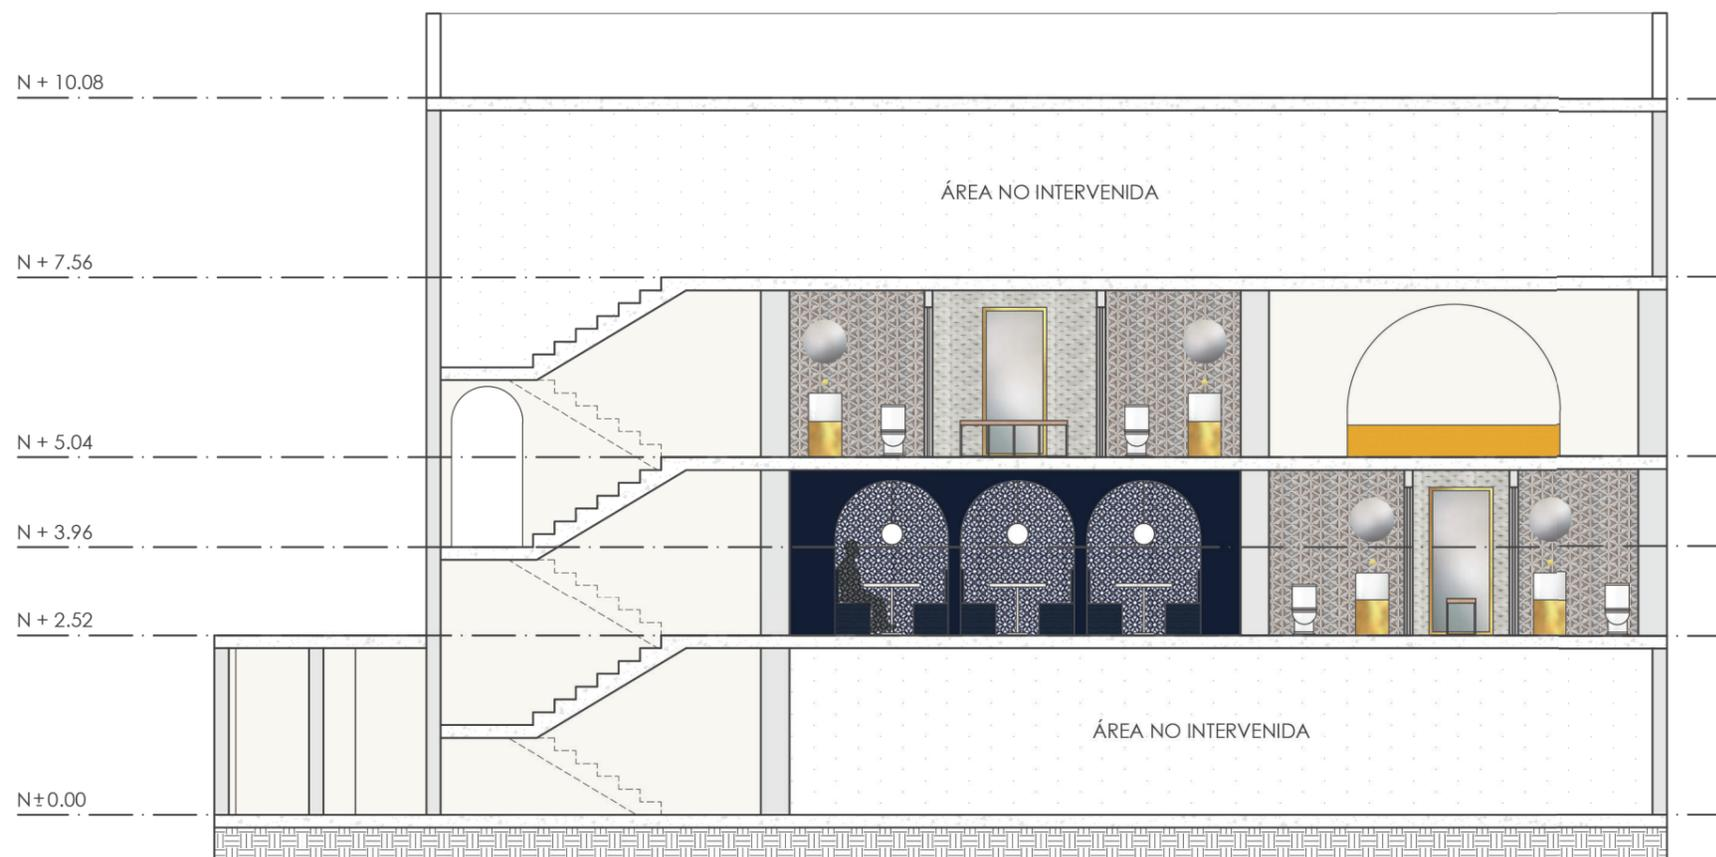 N + 10.08
ÁREA NO INTERVENIDA
N + 7.56
N + 5.04
N + 3.96
N + 2.52
ÁREA NO INTERVENIDA
N±0.00